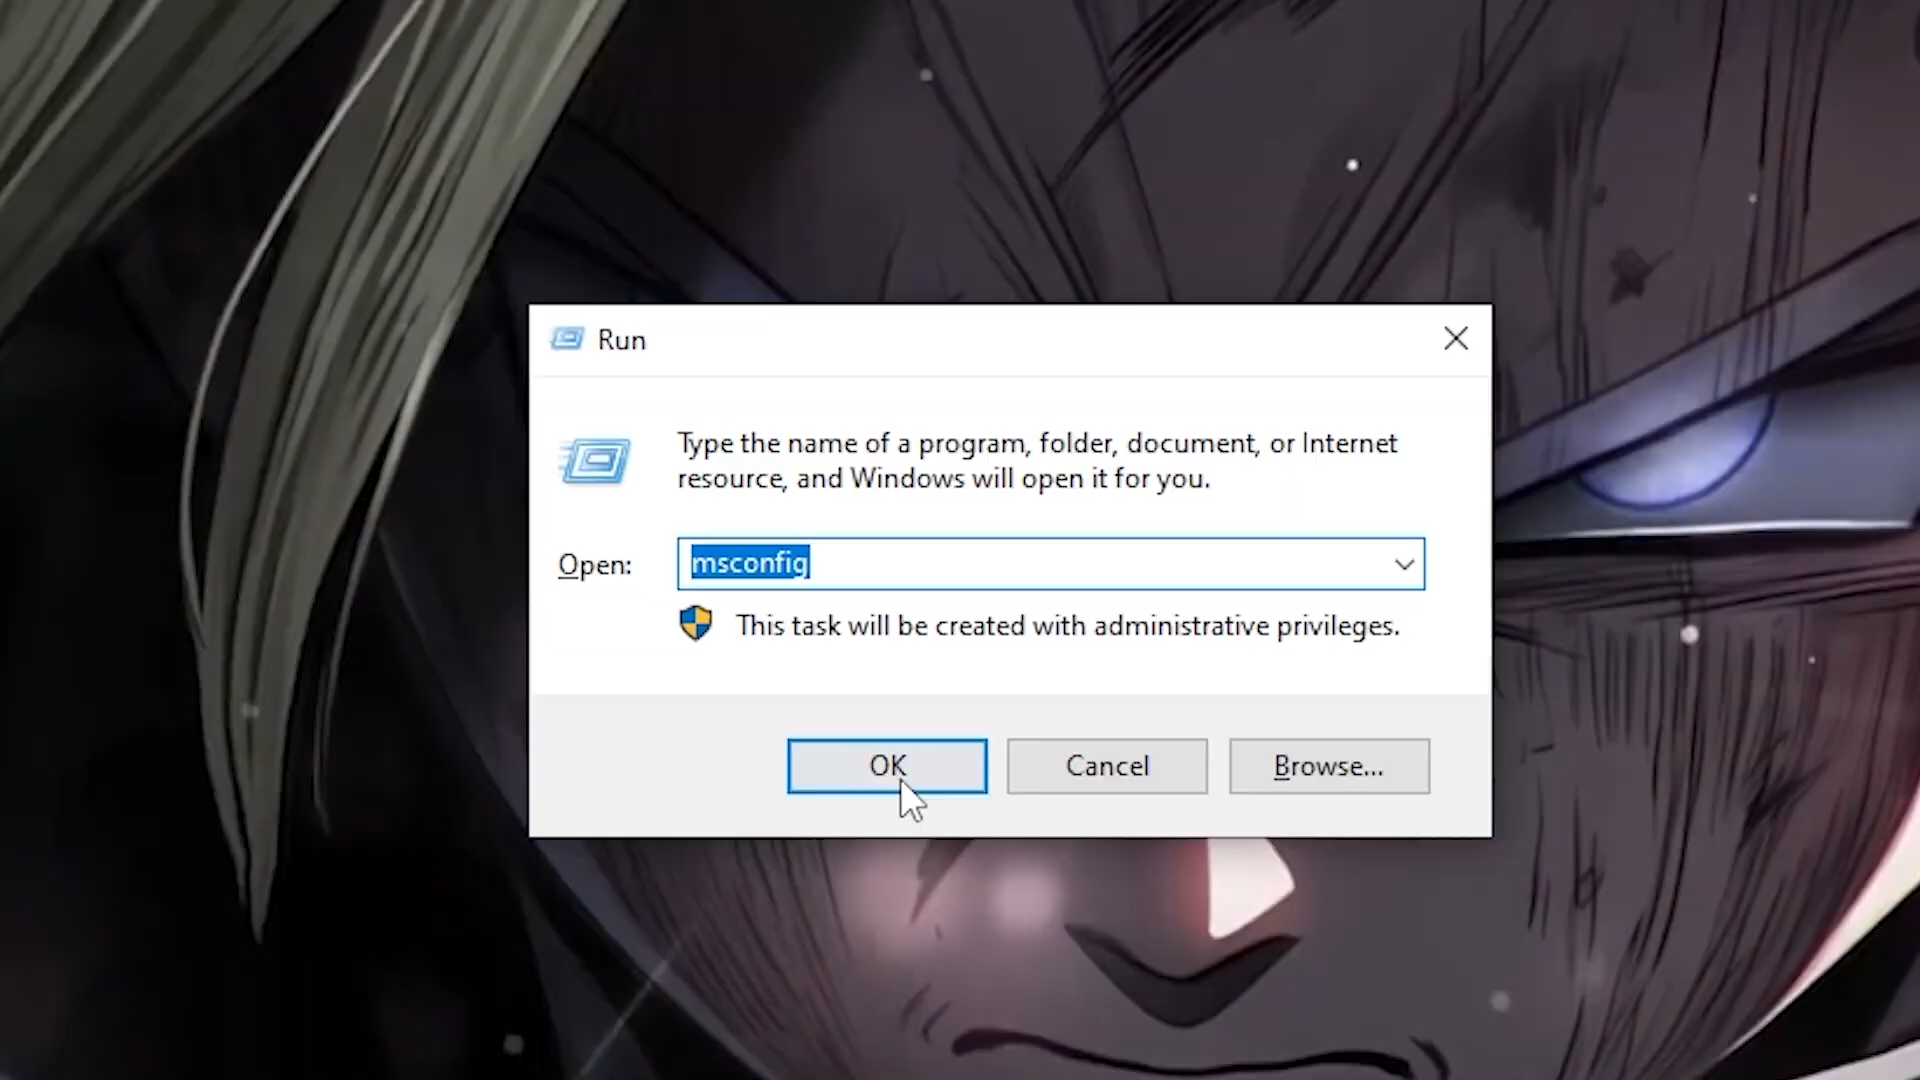 Run
Type the name of a program, folder, document, or Internet
resource, and Windows will open it for you.
Open:
msconfig
This task will be created with administrative privileges.
OK
Cancel
Browse...